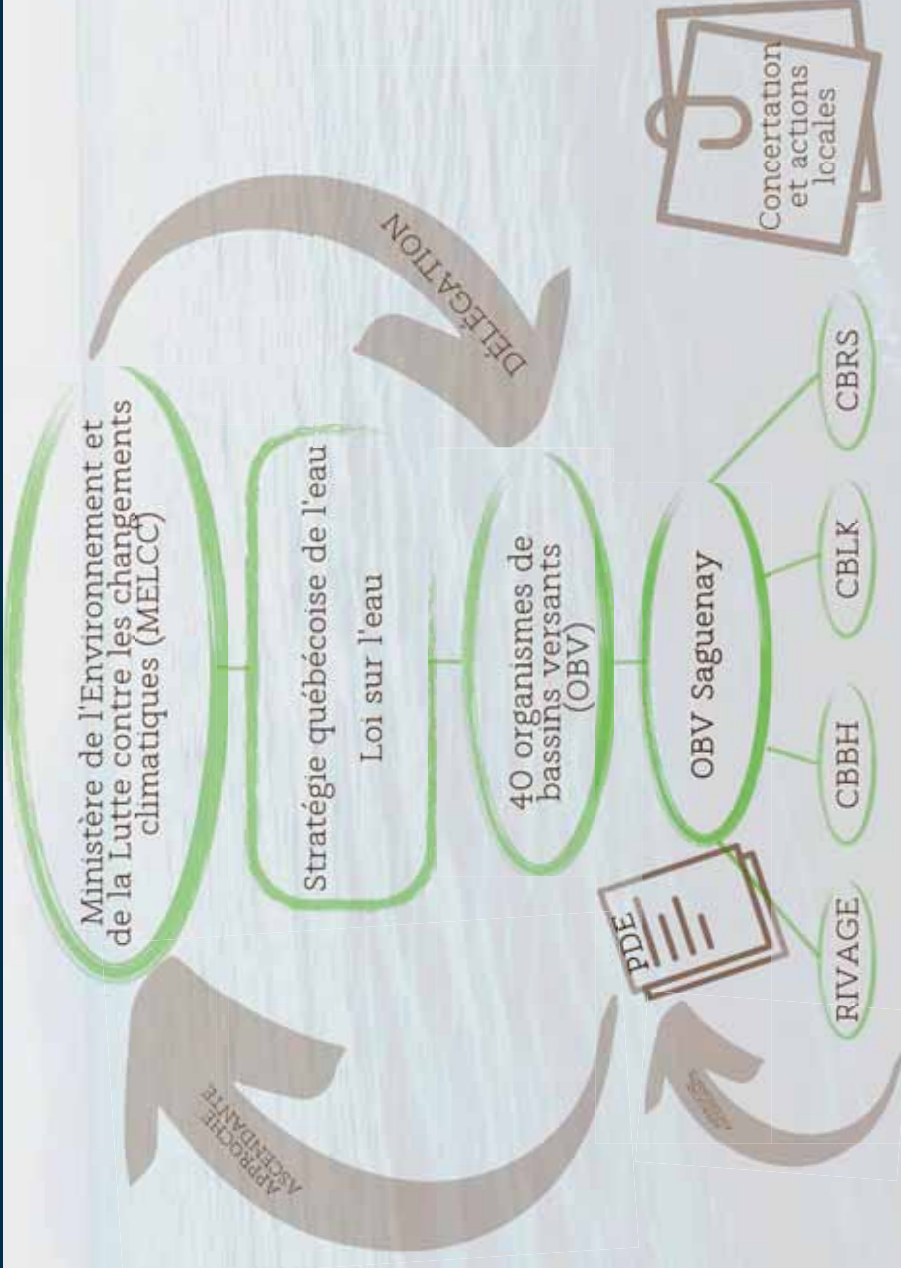 Ministère de l'Environnement et
de la Lutte contre les changements
climatiques (MELCC)
Stratégie québécoise de l'eau
Loi sur l'eau
DÉLÉGATION
APPROCHE
ASCENDANTE
40 organismes de
bassins versants
(OBV)
PDE
OBV Saguenay
RIVAGE
CBBH
CBLK
CBRS
Concertation
et actions
locales